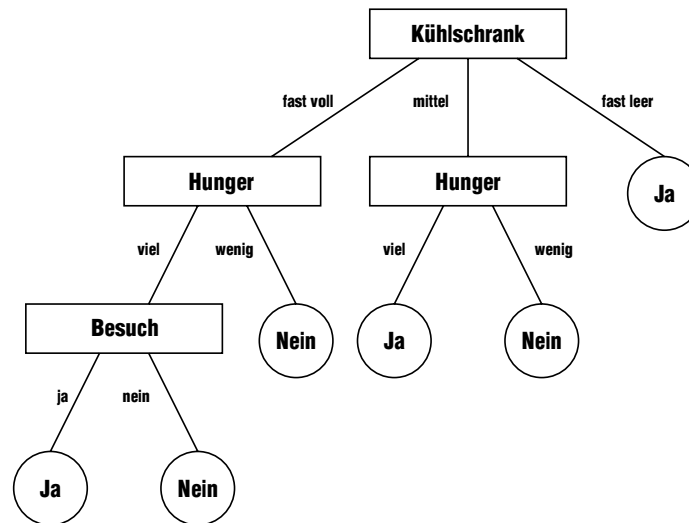 Kühlschrank
fast voll
mittel
fast leer
Hunger
Hunger
Ja
viel
wenig
viel
wenig
Besuch
Nein
Ja
Nein
ja
nein
Ja
Nein